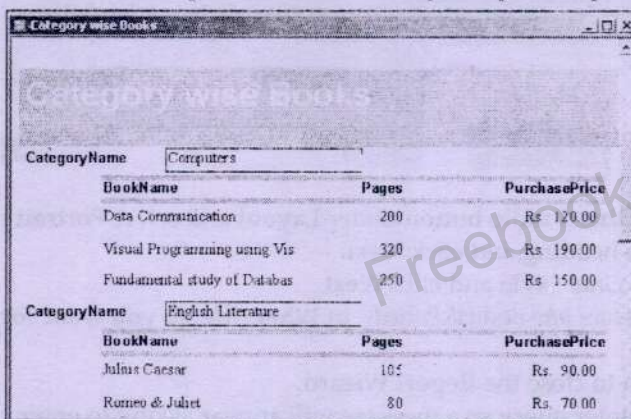 Category wise Books
Category wise Books
CategoryName Computers
BookName Pages PurchasePrice
Data Communication 200 Rs 120.00
Visual Programming using Vis 320 Rs 190.00
Fundamental study of Databas 250 Rs 150.00
CategoryName English Literature
BookName Pages PurchasePrice
Julius Caesar 105 Rs. 90.00
Romeo & Juliet 80 Rs. 70.00
Freebook